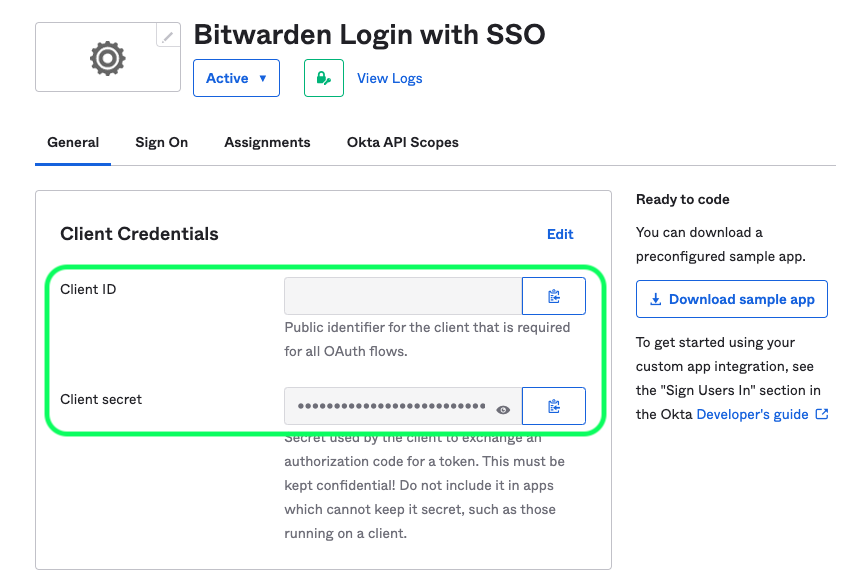 Bitwarden Login with SSO
Active
View Logs
General
Sign On
Assignments
Okta API Scopes
Client Credentials
Edit
Client ID
Public identifier for the client that is required
for all OAuth flows.
Client secret
••••••••••••••••••••••••••
Secret used by the client to exchange an
authorization code for a token. This must be
kept confidential! Do not include it in apps
which cannot keep it secret, such as those
running on a client.
Ready to code
You can download a
preconfigured sample app.
Download sample app
To get started using your
custom app integration, see
the "Sign Users In" section in
the Okta Developer's guide